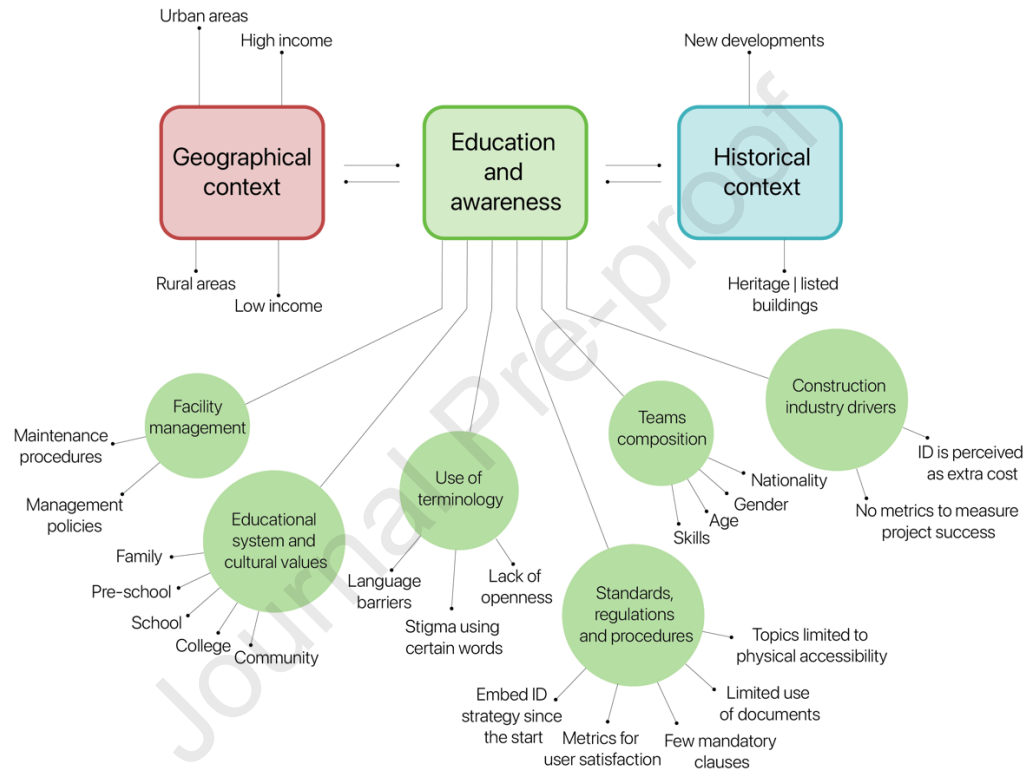 Urban areas
High income
New developments
Geographical
context
Education
and
awareness
Historical
context
Rural areas
Low income
Heritage | listed
buildings
Facility
management
Maintenance
procedures
Management
policies
Educational
system and
cultural values
Family
Pre-school
School
College
Community
Use of
terminology
Language
barriers
Stigma using
certain words
Lack of
openness
Teams
composition
Nationality
Gender
Age
Skills
Construction
industry drivers
ID is perceived
as extra cost
No metrics to measure
project success
Standards,
regulations
and procedures
Topics limited to
physical accessibility
Limited use
of documents
Few mandatory
clauses
Metrics for
user satisfaction
Embed ID
strategy since
the start
Journal Pre-proof